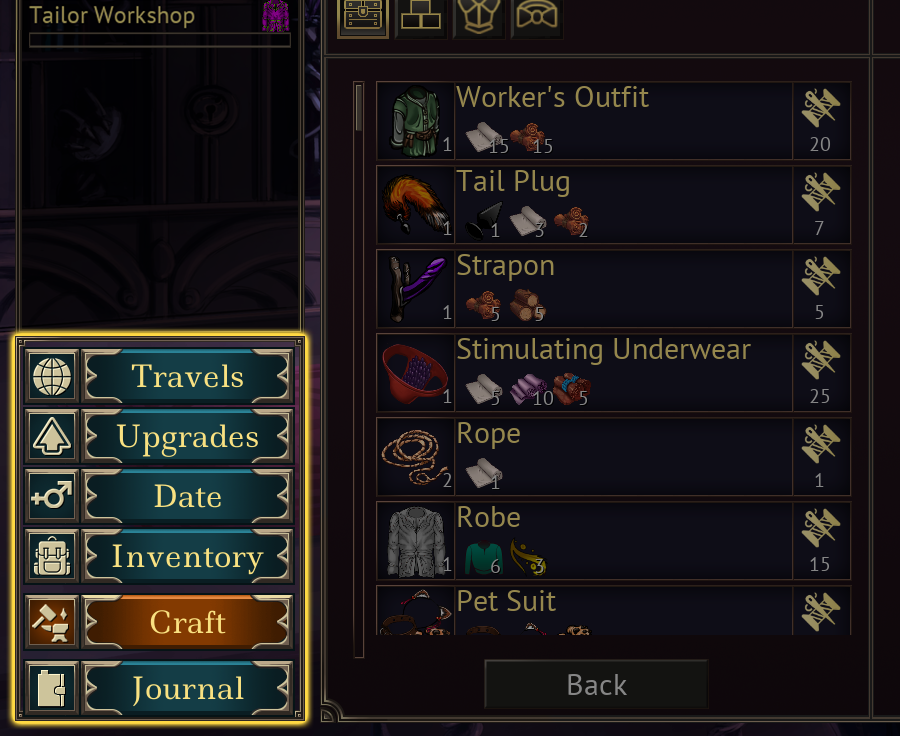 Tailor Workshop
Worker's Outfit
1 15 15 20
Tail Plug
1 1 3 2 7
Strapon
1 5 5 5
Stimulating Underwear
1 5 10 5 25
Rope
2 1 1
Robe
1 6 3 15
Pet Suit
Travels
Upgrades
Date
Inventory
Craft
Journal
Back